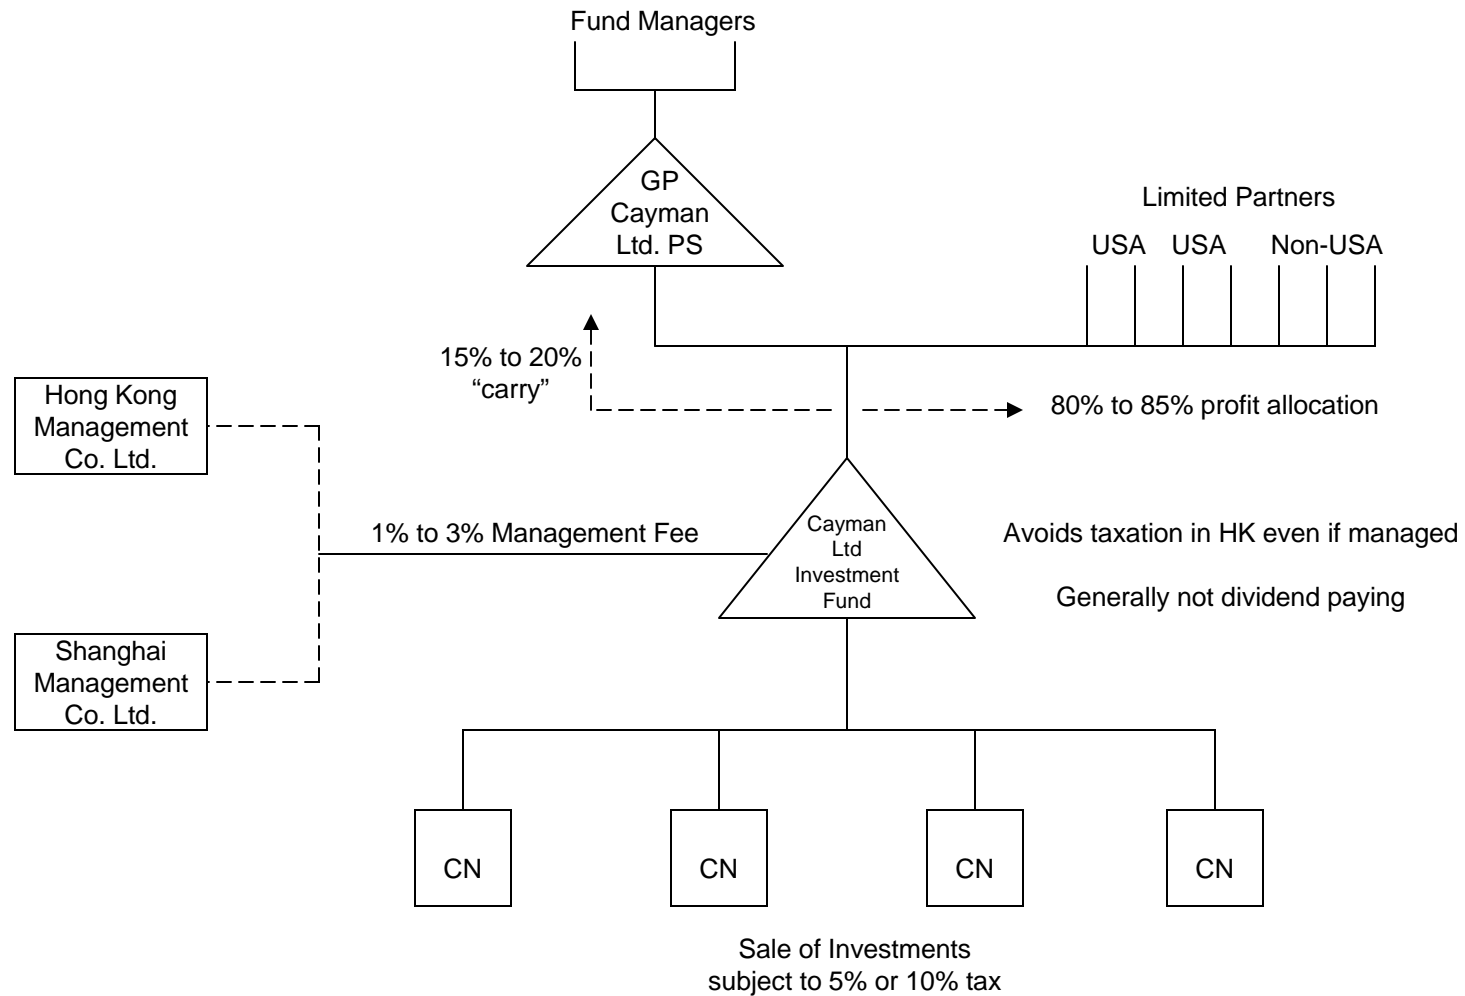 Fund Managers
GP
Cayman
Ltd. PS
Limited Partners
USA USA Non-USA
15% to 20%
“carry”
80% to 85% profit allocation
Hong Kong
Management
Co. Ltd.
1% to 3% Management Fee
Cayman
Ltd
Investment
Fund
Avoids taxation in HK even if managed
Generally not dividend paying
Shanghai
Management
Co. Ltd.
CN CN CN CN
Sale of Investments
subject to 5% or 10% tax